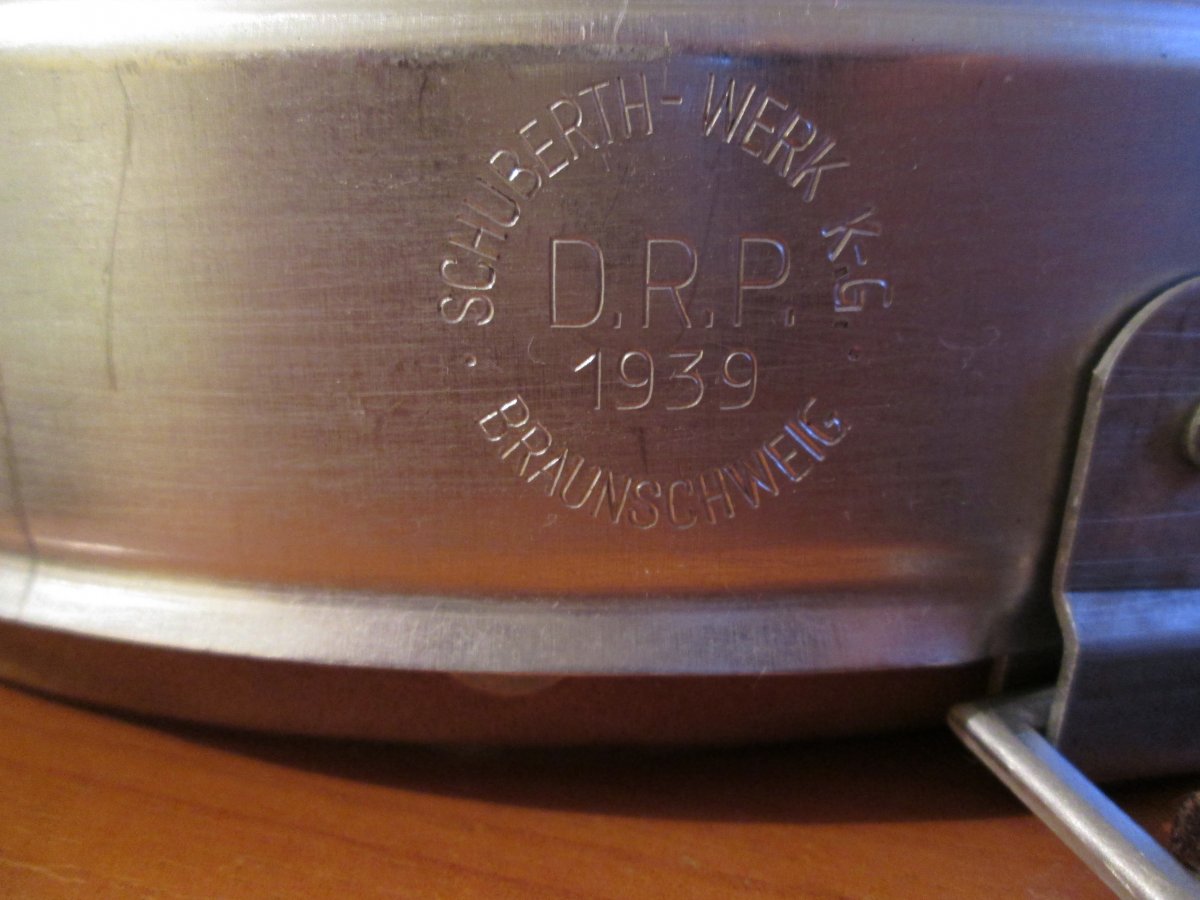 SCHUBERTH-WERK K.-G.
D.R.P.
1939
· BRAUNSCHWEIG ·